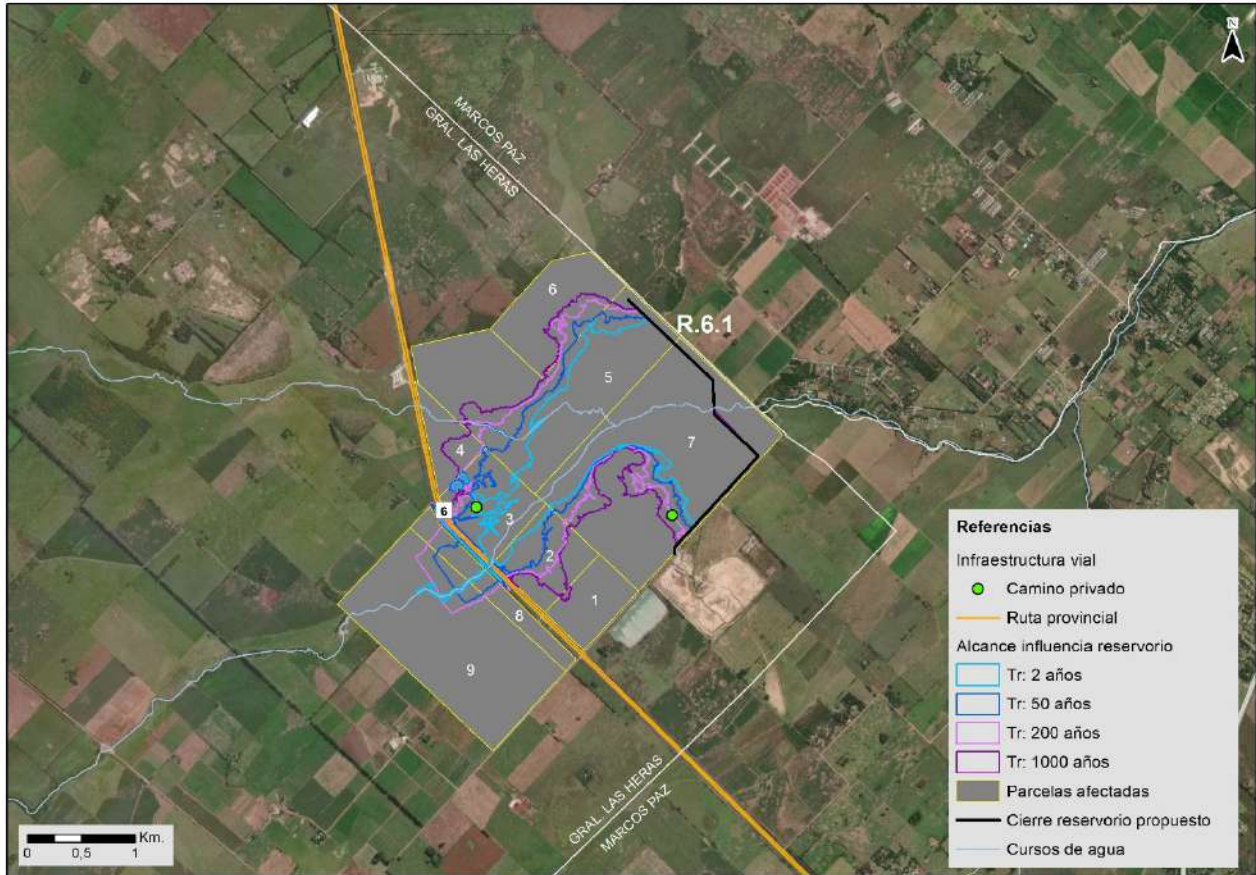 N
MARCOS PAZ
GRAL. LAS HERAS
6
R.6.1
5
7
4
6
3
2
1
8
9
GRAL. LAS HERAS
MARCOS PAZ
Km.
0 0,5 1
Referencias
Infraestructura vial
Camino privado
Ruta provincial
Alcance influencia reservorio
Tr: 2 años
Tr: 50 años
Tr: 200 años
Tr: 1000 años
Parcelas afectadas
Cierre reservorio propuesto
Cursos de agua